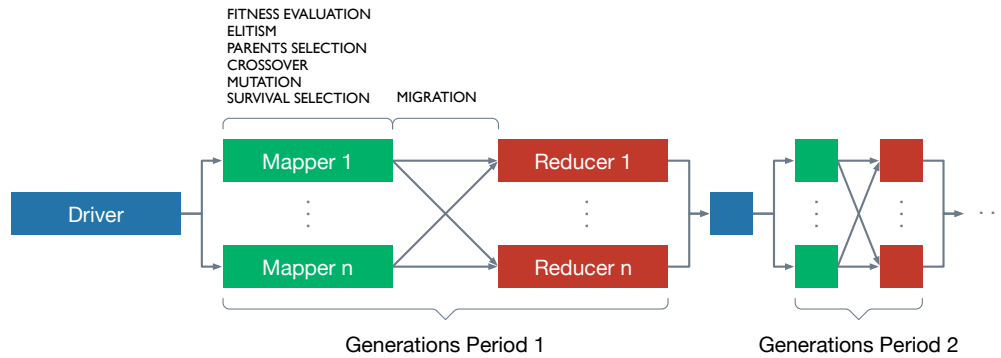 FITNESS EVALUATION
ELITISM
PARENTS SELECTION
CROSSOVER
MUTATION
SURVIVAL SELECTION
MIGRATION
Mapper 1
Reducer 1
Driver
Mapper n
Reducer n
Generations Period 1
Generations Period 2